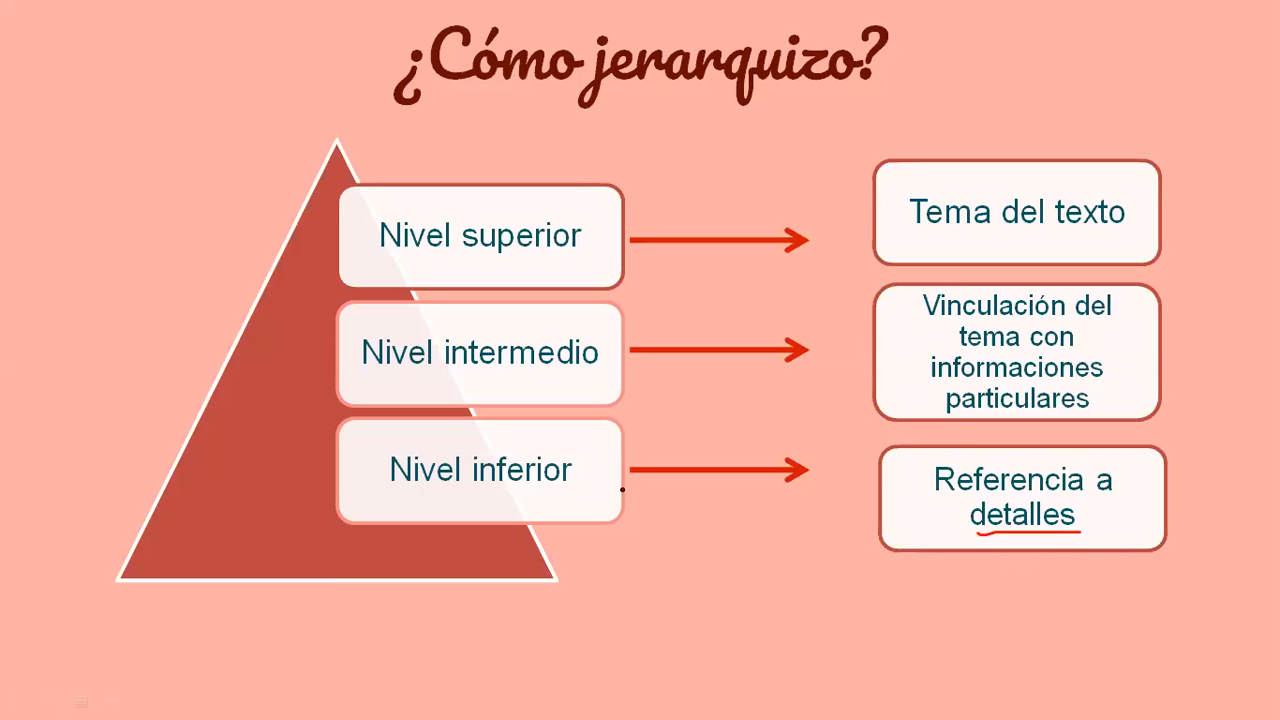 ¿Cómo jerarquizo?
Nivel superior
Tema del texto
Nivel intermedio
Vinculación del
tema con
informaciones
particulares
Nivel inferior
Referencia a
detalles